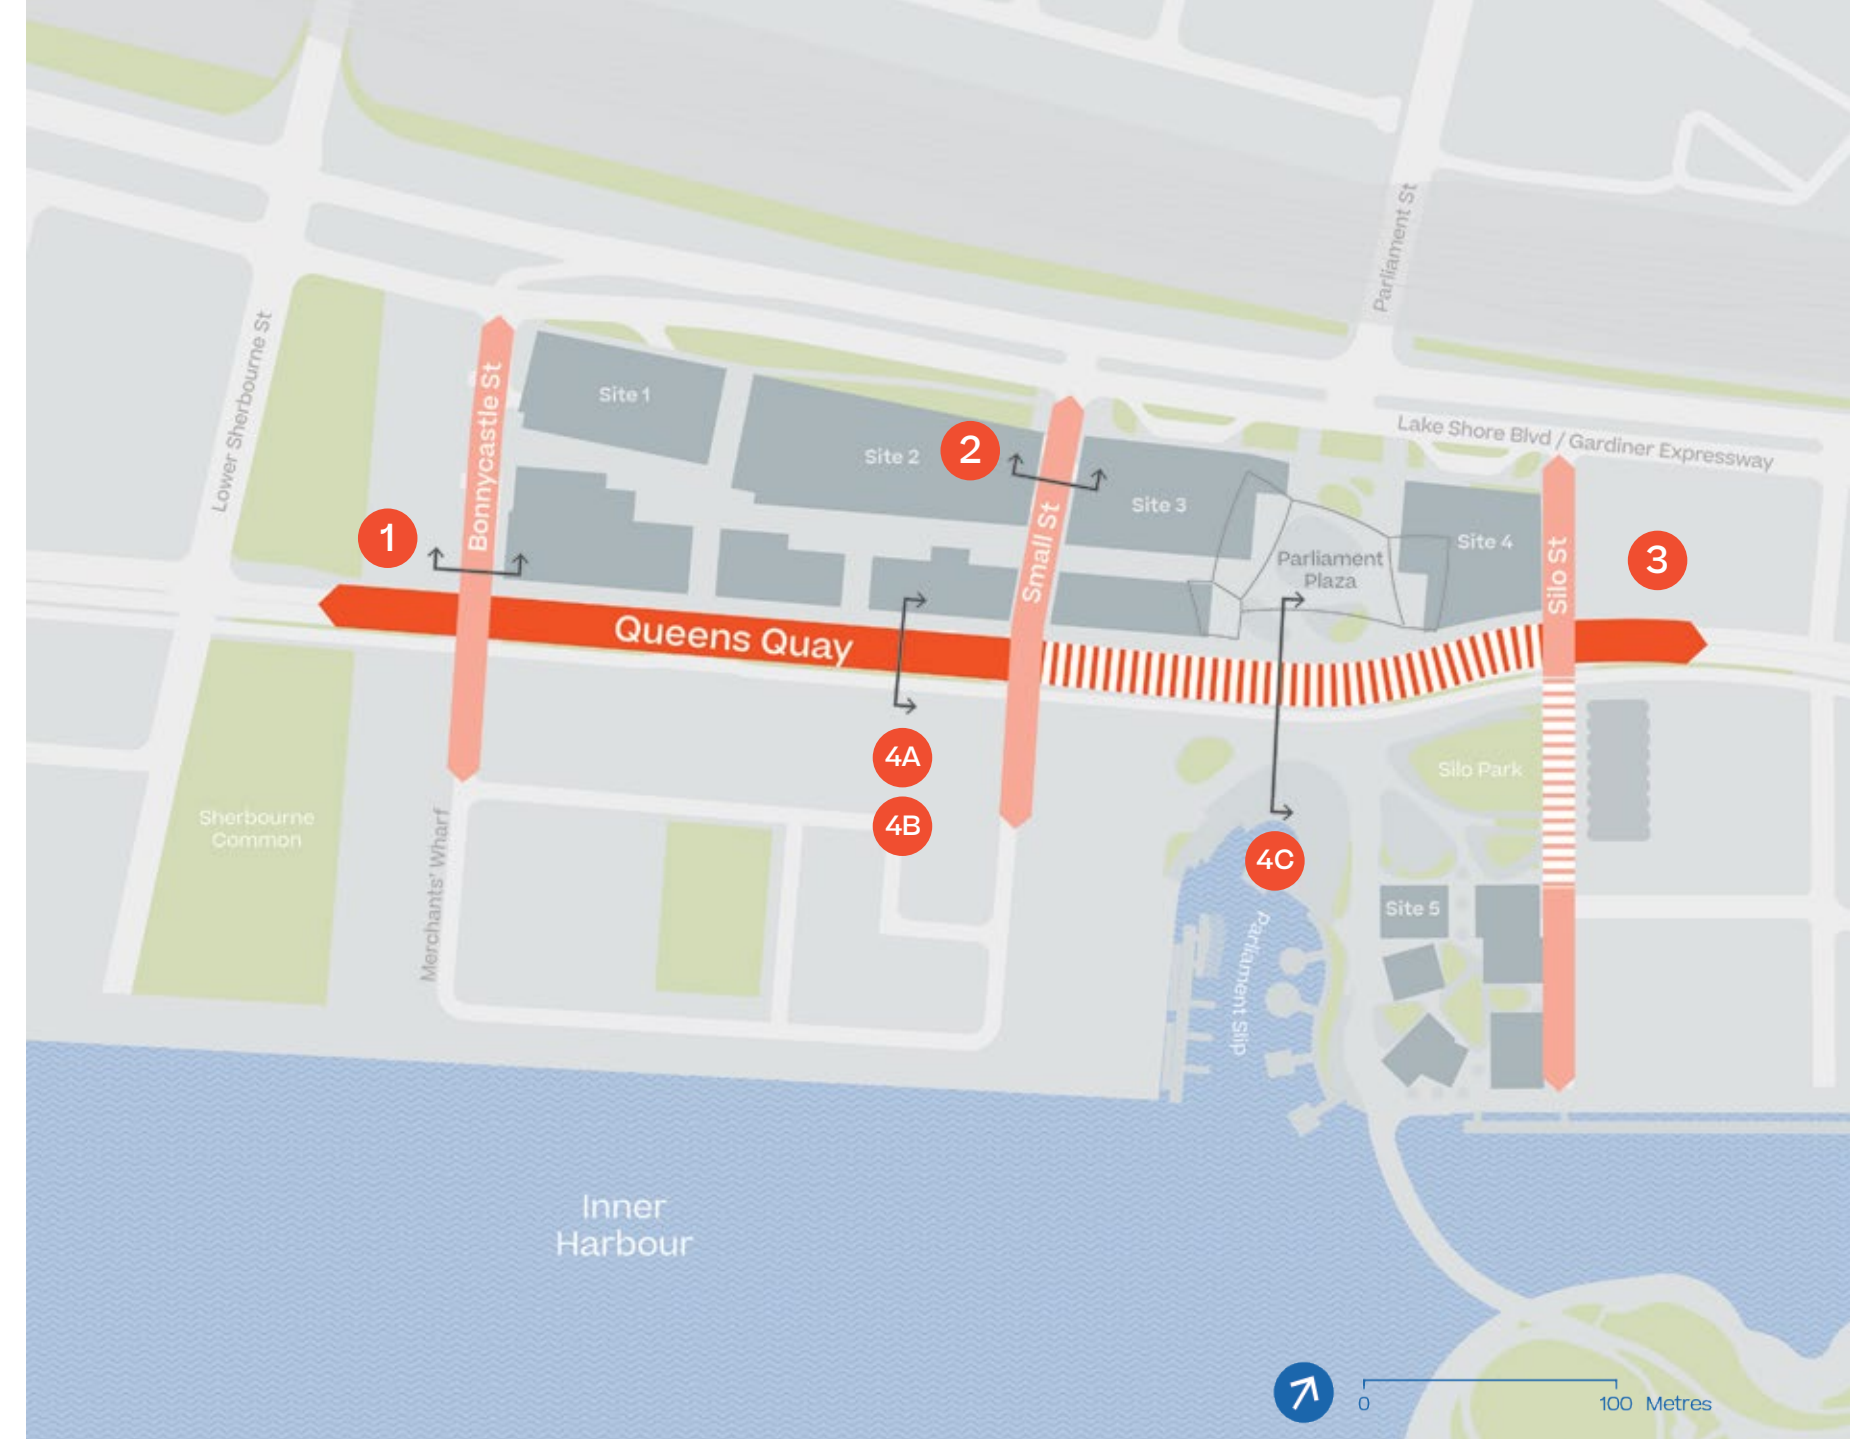 Parliament St
Lower Sherbourne St
Bonnycastle St
Site 1
Site 2
2
Small St
Site 3
Lake Shore Blvd / Gardiner Expressway
Site 4
Silo St
1
3
Parliament
Plaza
Queens Quay
4A
4B
4C
Silo Park
Sherbourne
Common
Merchants' Wharf
Site 5
Parliament Slip
Inner
Harbour
0
100 Metres